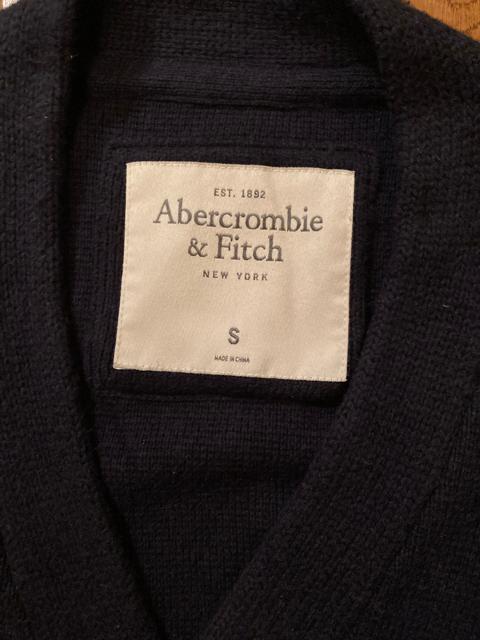 EST. 1892
Abercrombie
& Fitch
NEW YORK
S
MADE IN CHINA